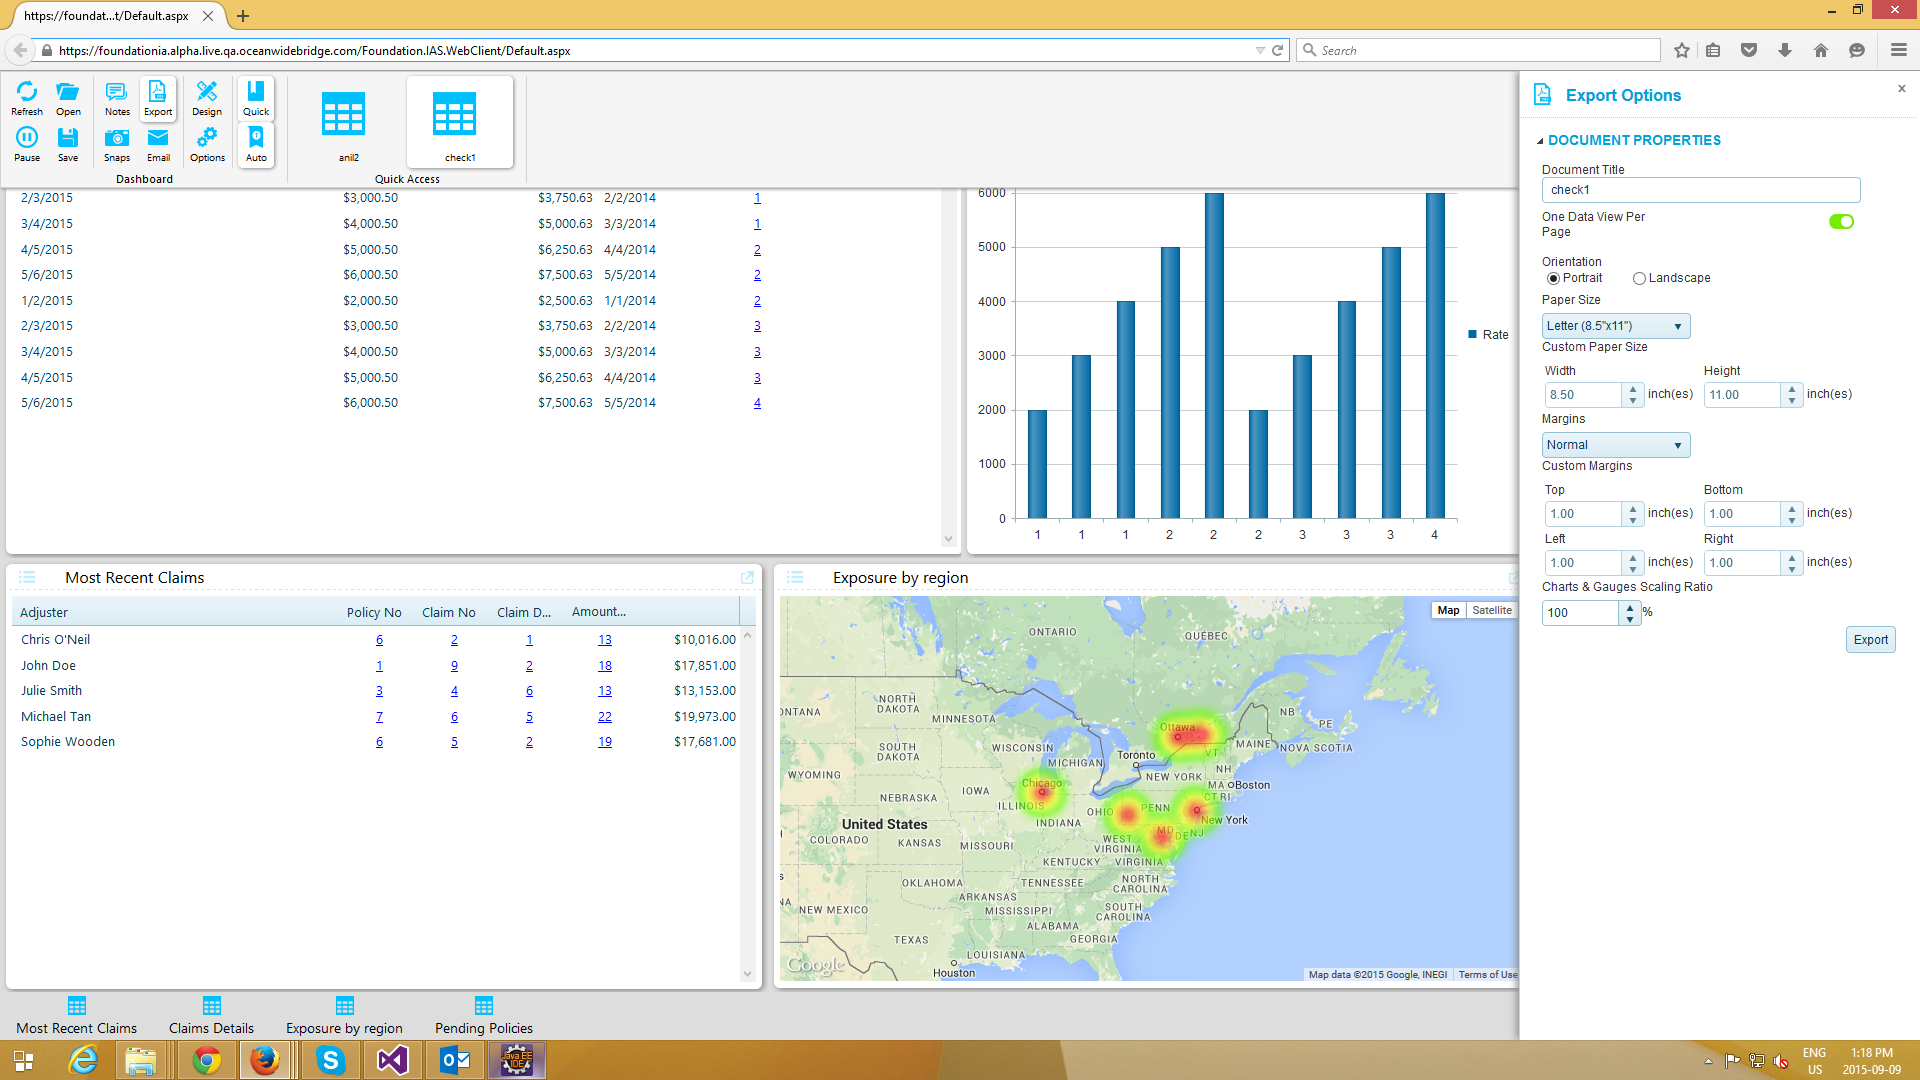 https://foundat...t/Default.aspx
https://foundationia.alpha.live.qa.oceanwidebridge.com/Foundation.IAS.WebClient/Default.aspx
Search
Refresh Open Notes Export Design Quick
Pause Save Snaps Email Options Auto
Dashboard
anil2 check1
Quick Access
2/3/2015 $3,000.50 $3,750.63 2/2/2014 1
3/4/2015 $4,000.50 $5,000.63 3/3/2014 1
4/5/2015 $5,000.50 $6,250.63 4/4/2014 2
5/6/2015 $6,000.50 $7,500.63 5/5/2014 2
1/2/2015 $2,000.50 $2,500.63 1/1/2014 2
2/3/2015 $3,000.50 $3,750.63 2/2/2014 3
3/4/2015 $4,000.50 $5,000.63 3/3/2014 3
4/5/2015 $5,000.50 $6,250.63 4/4/2014 3
5/6/2015 $6,000.50 $7,500.63 5/5/2014 4
6000
5000
4000
3000
2000
1000
0
1 1 1 2 2 2 3 3 3 4
Rate
Most Recent Claims
Adjuster Policy No Claim No Claim D... Amount...
Chris O'Neil 6 2 1 13 $10,016.00
John Doe 1 9 2 18 $17,851.00
Julie Smith 3 4 6 13 $13,153.00
Michael Tan 7 6 5 22 $19,973.00
Sophie Wooden 6 5 2 19 $17,681.00
Exposure by region
Map Satellite
ONTARIO
QUÉBEC
NORTH DAKOTA
ONTANA
MINNESOTA
NB
PE
Ottawa
SOUTH DAKOTA
WISCONSIN
MAINE
NOVA SCOTIA
VT
Toronto
MICHIGAN
NH
WYOMING
NEW YORK
MA
Boston
Chicago
IOWA
CT RI
NEBRASKA
ILLINOIS
OHIO
PENN
New York
INDIANA
United States
MD
DE
NJ
COLORADO
KANSAS
MISSOURI
WEST VIRGINIA
KENTUCKY
VIRGINIA
OKLAHOMA
TENNESSEE
NORTH CAROLINA
ARKANSAS
NEW MEXICO
MISSISSIPPI
SOUTH CAROLINA
ALABAMA
TEXAS
GEORGIA
LOUISIANA
Houston
Google
Map data ©2015 Google, INEGI
Terms of Use
Export Options
x
DOCUMENT PROPERTIES
Document Title
check1
One Data View Per
Page
Orientation
Portrait Landscape
Paper Size
Letter (8.5"x11")
Custom Paper Size
Width Height
8.50 inch(es) 11.00 inch(es)
Margins
Normal
Custom Margins
Top Bottom
1.00 inch(es) 1.00 inch(es)
Left Right
1.00 inch(es) 1.00 inch(es)
Charts & Gauges Scaling Ratio
100 %
Export
Most Recent Claims Claims Details Exposure by region Pending Policies
Java EE
IDE
ENG
US
1:18 PM
2015-09-09